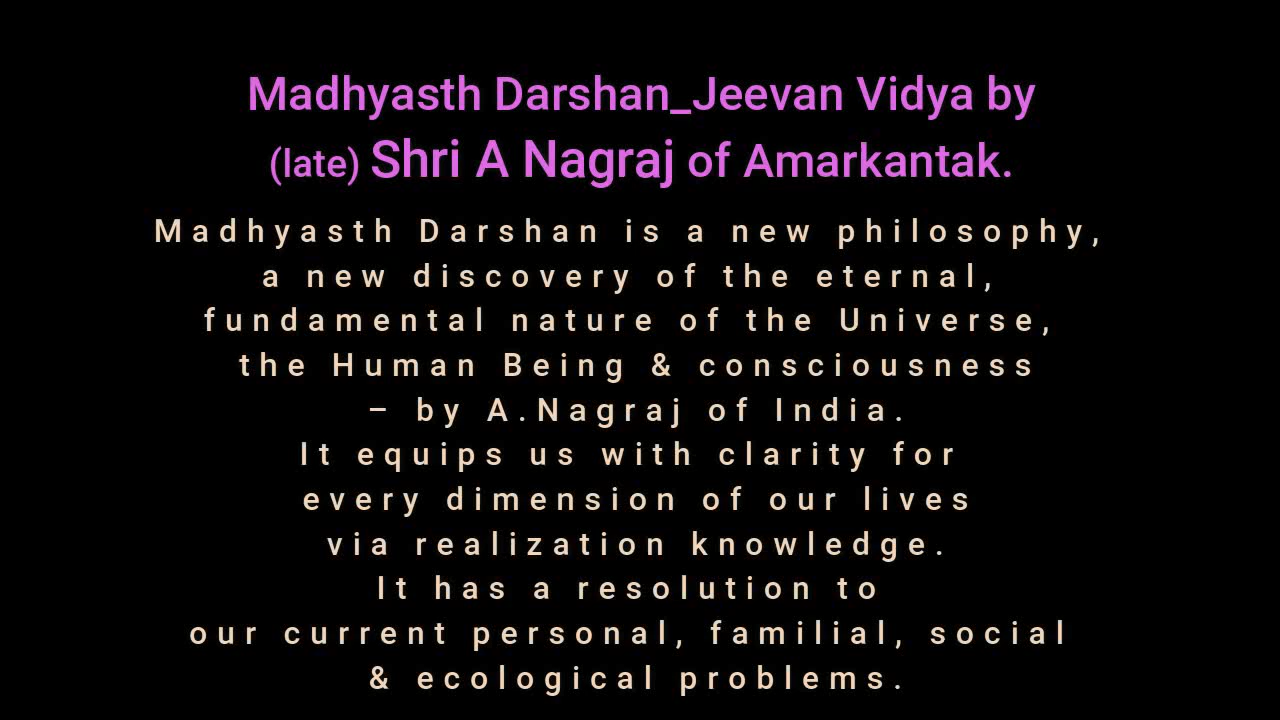 Madhyasth Darshan_Jeevan Vidya by
(late) Shri A Nagraj of Amarkantak.
Madhyasth Darshan is a new philosophy,
a new discovery of the eternal,
fundamental nature of the Universe,
the Human Being & consciousness
– by A.Nagraj of India.
It equips us with clarity for
every dimension of our lives
via realization knowledge.
It has a resolution to
our current personal, familial, social
& ecological problems.